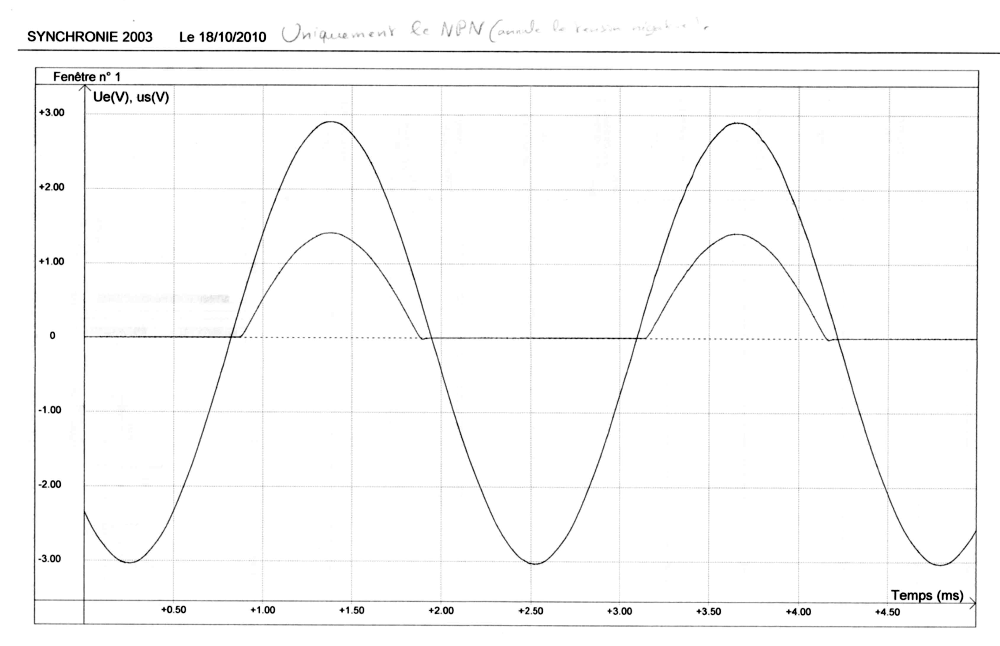 SYNCHRONIE 2003 Le 18/10/2010 Uniquement le NPN (annule la tension négative).
Fenêtre n° 1
Ue(V), us(V)
+3.00
+2.00
+1.00
0
-1.00
-2.00
-3.00
Temps (ms)
+0.50 +1.00 +1.50 +2.00 +2.50 +3.00 +3.50 +4.00 +4.50